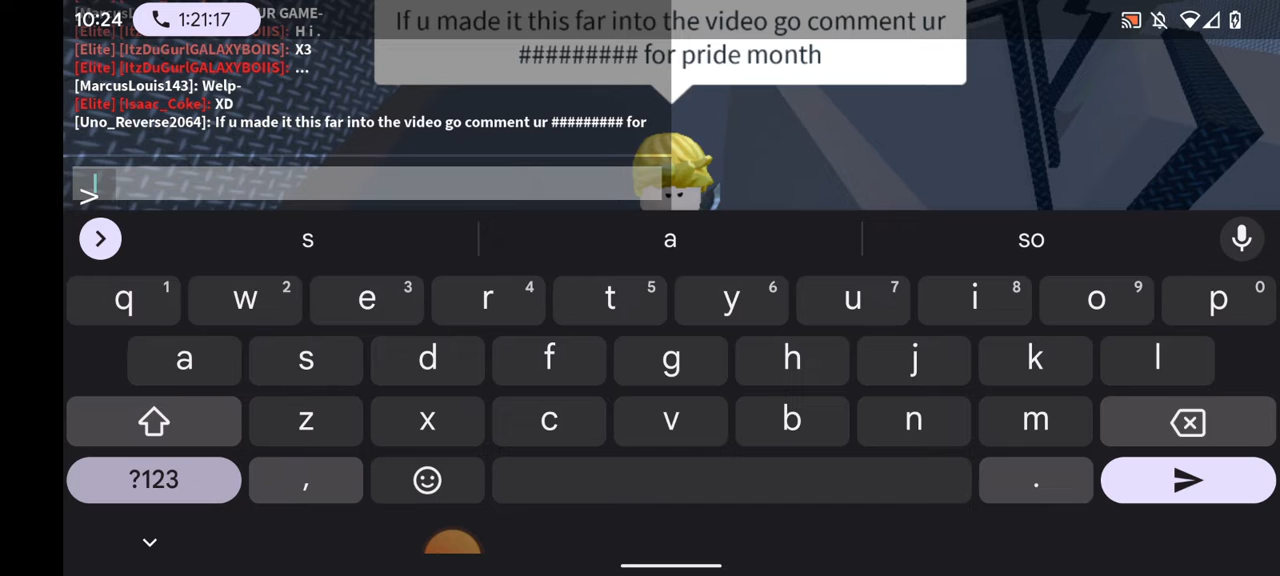 10:24 1:21:17 UR GAME-
[Elite] [ItzDuGurlGALAXYBOIIS]: H i .
[Elite] [ItzDuGurlGALAXYBOIIS]: X3
[Elite] [ItzDuGurlGALAXYBOIIS]: ...
[MarcusLouis143]: Welp-
[Elite] [Isaac_Coke]: XD
[Uno_Reverse2064]: If u made it this far into the video go comment ur ######### for
If u made it this far into the video go comment ur
######### for pride month
>
s a so
q 1 w 2 e 3 r 4 t 5 y 6 u 7 i 8 o 9 p 0
a s d f g h j k l
z x c v b n m
?123 , .